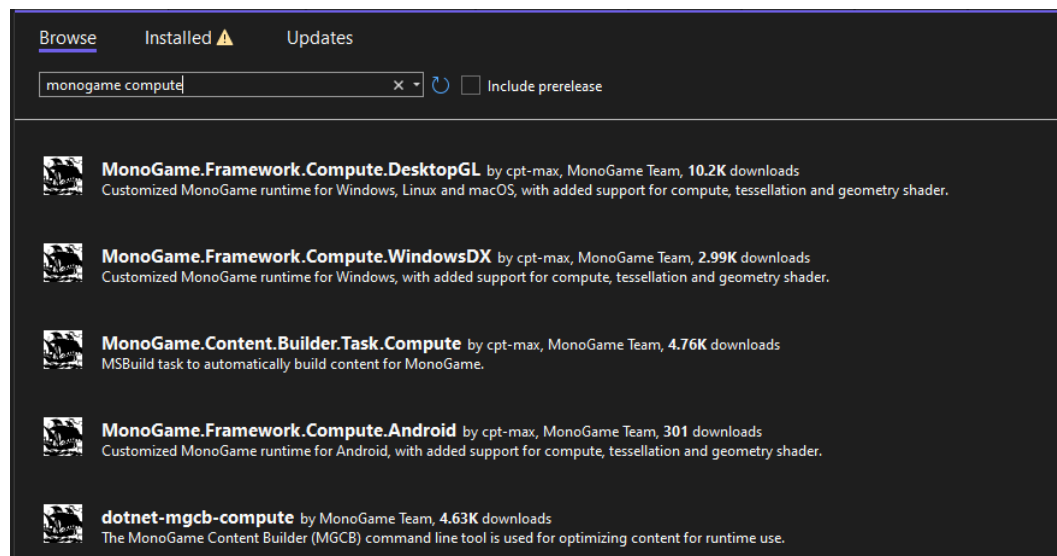 Browse Installed Updates
monogame compute Include prerelease
MonoGame.Framework.Compute.DesktopGL by cpt-max, MonoGame Team, 10.2K downloads
Customized MonoGame runtime for Windows, Linux and macOS, with added support for compute, tessellation and geometry shader.
MonoGame.Framework.Compute.WindowsDX by cpt-max, MonoGame Team, 2.99K downloads
Customized MonoGame runtime for Windows, with added support for compute, tessellation and geometry shader.
MonoGame.Content.Builder.Task.Compute by cpt-max, MonoGame Team, 4.76K downloads
MSBuild task to automatically build content for MonoGame.
MonoGame.Framework.Compute.Android by cpt-max, MonoGame Team, 301 downloads
Customized MonoGame runtime for Android, with added support for compute, tessellation and geometry shader.
dotnet-mgcb-compute by MonoGame Team, 4.63K downloads
The MonoGame Content Builder (MGCB) command line tool is used for optimizing content for runtime use.